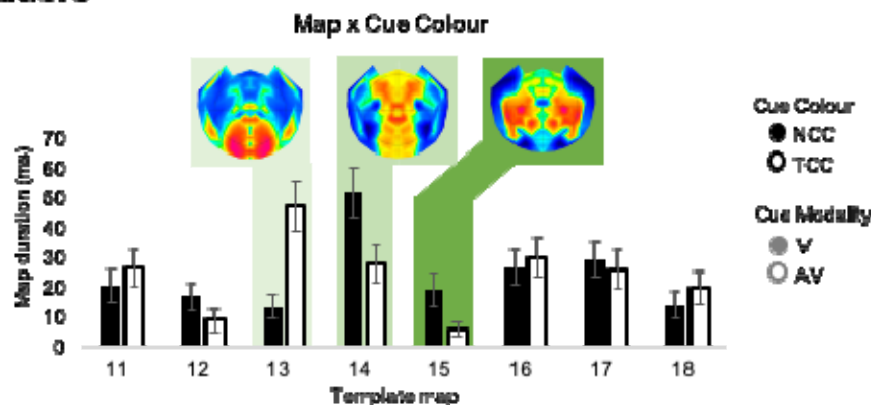 Map x Cue Colour
Cue Colour
NCC
TCC
Cue Modality
V
AV
Map duration (ms)
70
60
50
40
30
20
10
0
11 12 13 14 15 16 17 18
Template map